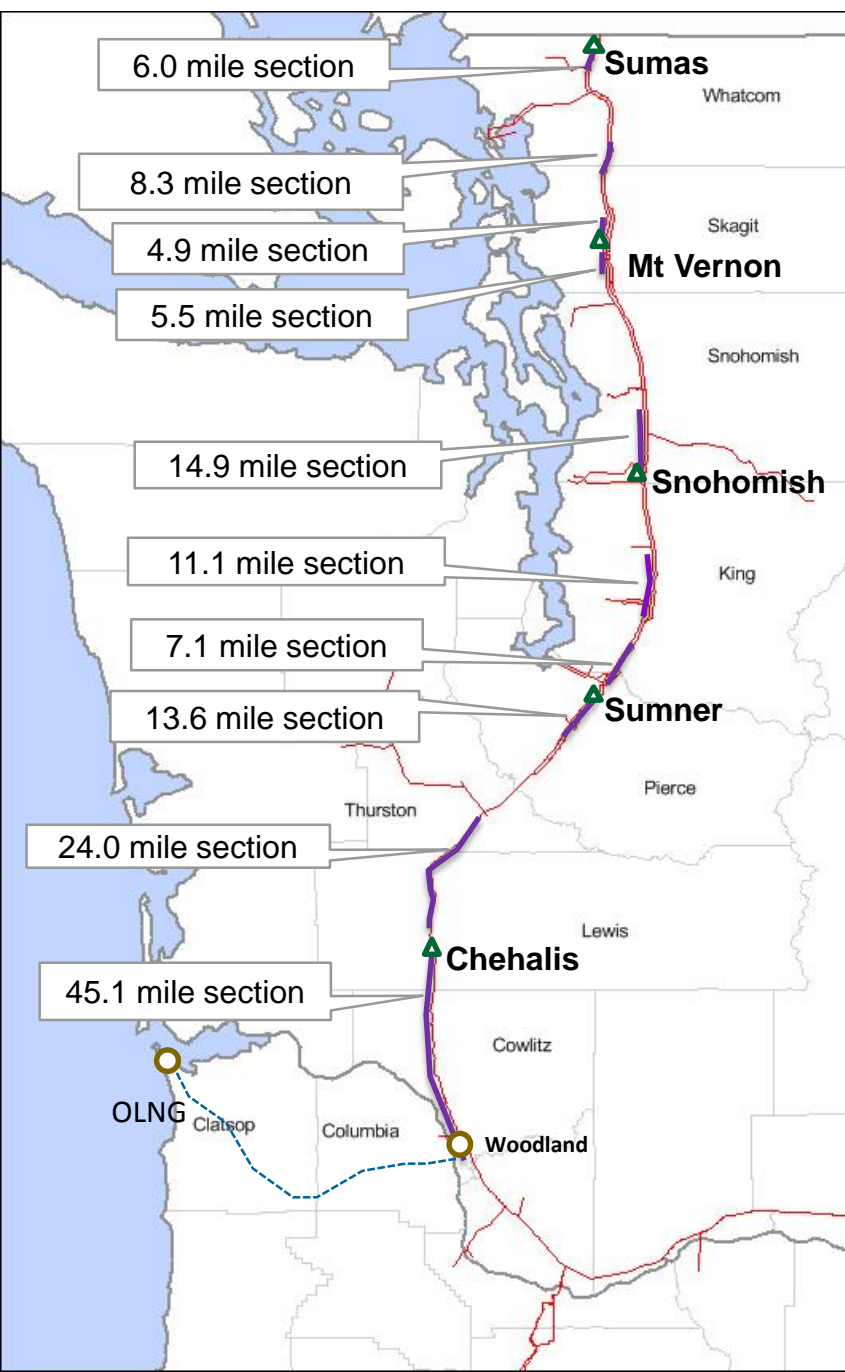 6.0 mile section
Sumas
Whatcom
8.3 mile section
Skagit
4.9 mile section
Mt Vernon
5.5 mile section
Snohomish
14.9 mile section
Snohomish
11.1 mile section
King
7.1 mile section
13.6 mile section
Sumner
Pierce
Thurston
24.0 mile section
Lewis
Chehalis
45.1 mile section
Cowlitz
OLNG
Clatsop
Columbia
Woodland